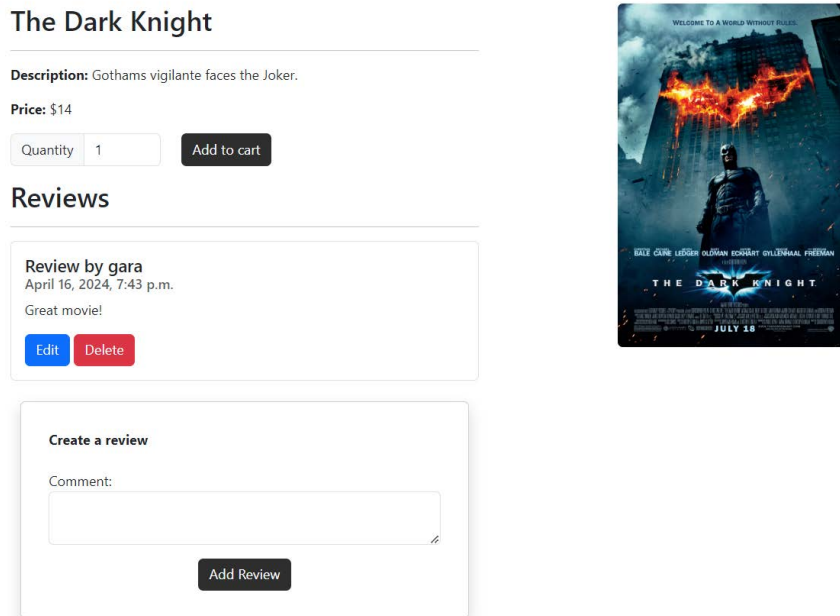 The Dark Knight
Description: Gothams vigilante faces the Joker.
Price: $14
Quantity 1 Add to cart
Reviews
Review by gara
April 16, 2024, 7:43 p.m.
Great movie!
Edit Delete
Create a review
Comment:
Add Review
WELCOME TO A WORLD WITHOUT RULES.
BALE CAINE LEDGER OLDMAN ECKHART GYLLENHAAL FREEMAN
THE DARK KNIGHT
JULY 18